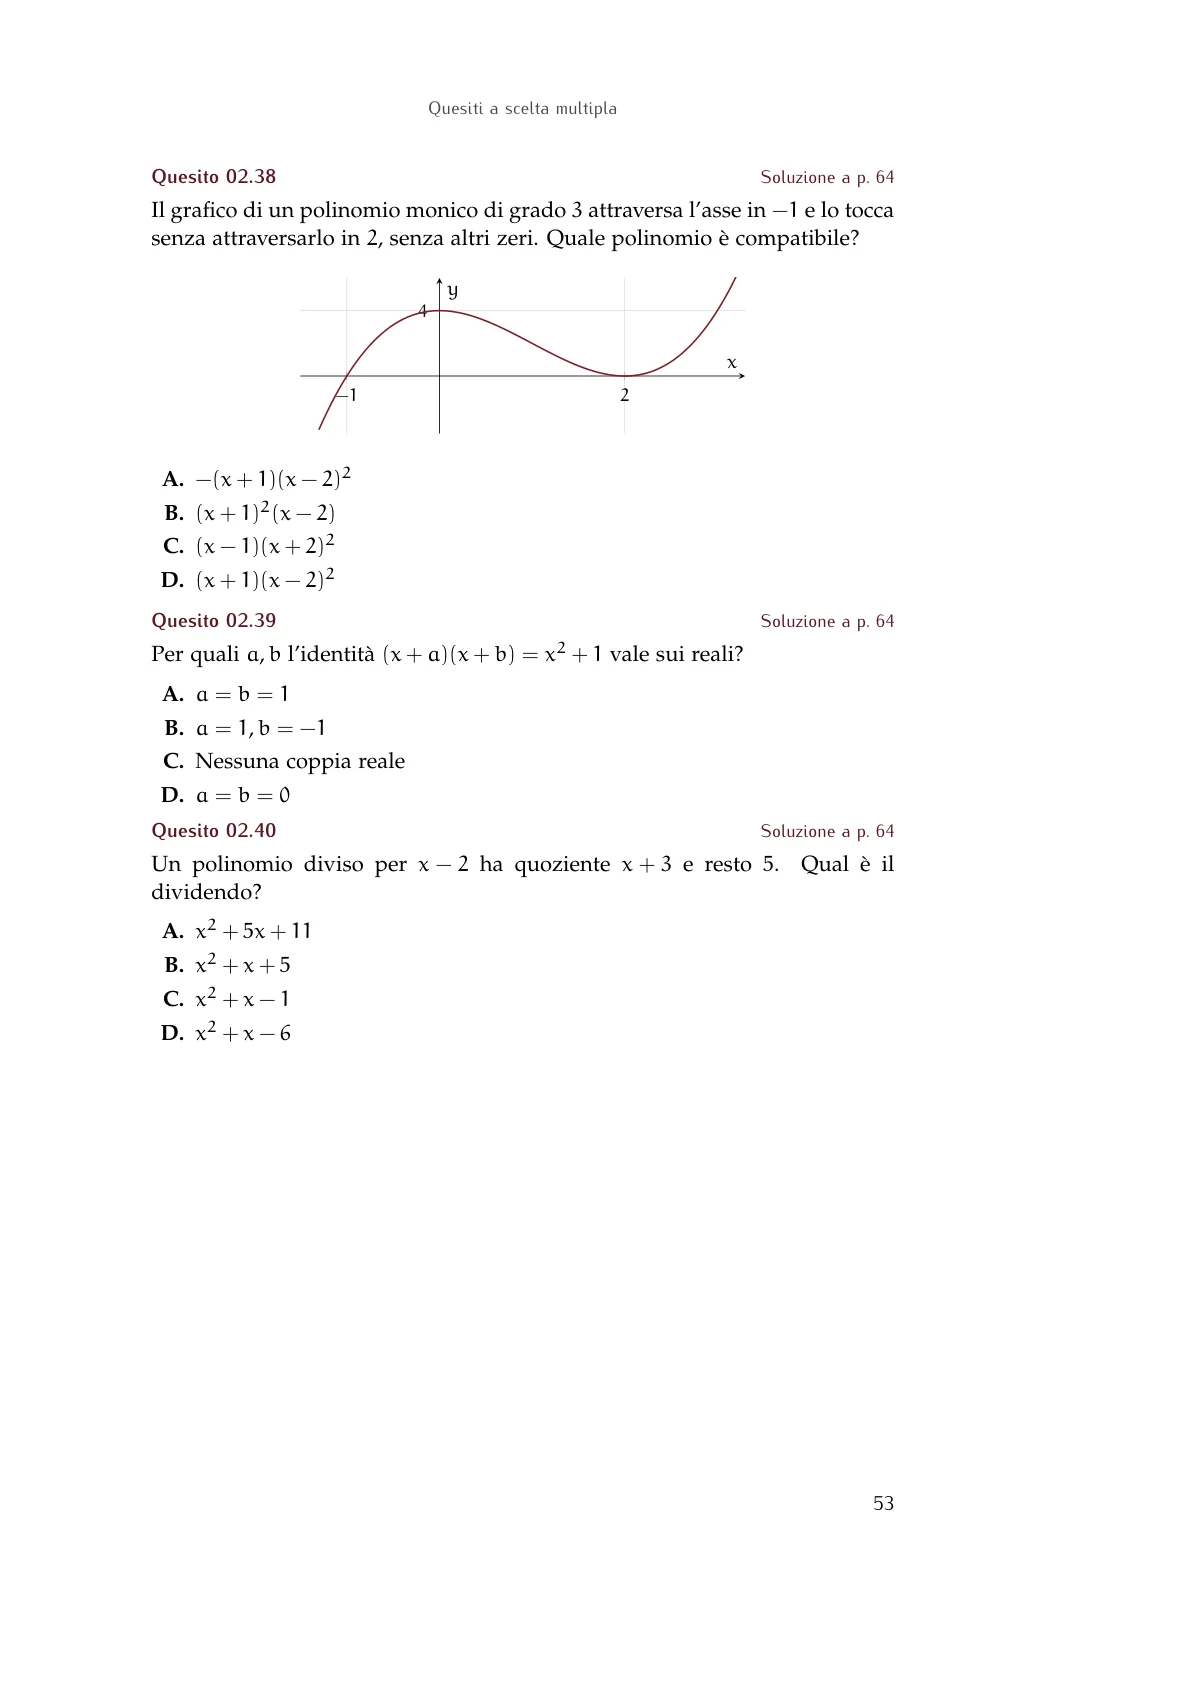 Quesiti a scelta multipla
Quesito 02.38 Soluzione a p. 64
Il grafico di un polinomio monico di grado 3 attraversa l'asse in −1 e lo tocca
senza attraversarlo in 2, senza altri zeri. Quale polinomio è compatibile?
y
4
x
−1 2
A. −(x + 1)(x − 2)²
B. (x + 1)²(x − 2)
C. (x − 1)(x + 2)²
D. (x + 1)(x − 2)²
Quesito 02.39 Soluzione a p. 64
Per quali a, b l'identità (x + a)(x + b) = x² + 1 vale sui reali?
A. a = b = 1
B. a = 1, b = −1
C. Nessuna coppia reale
D. a = b = 0
Quesito 02.40 Soluzione a p. 64
Un polinomio diviso per x − 2 ha quoziente x + 3 e resto 5. Qual è il
dividendo?
A. x² + 5x + 11
B. x² + x + 5
C. x² + x − 1
D. x² + x − 6
53